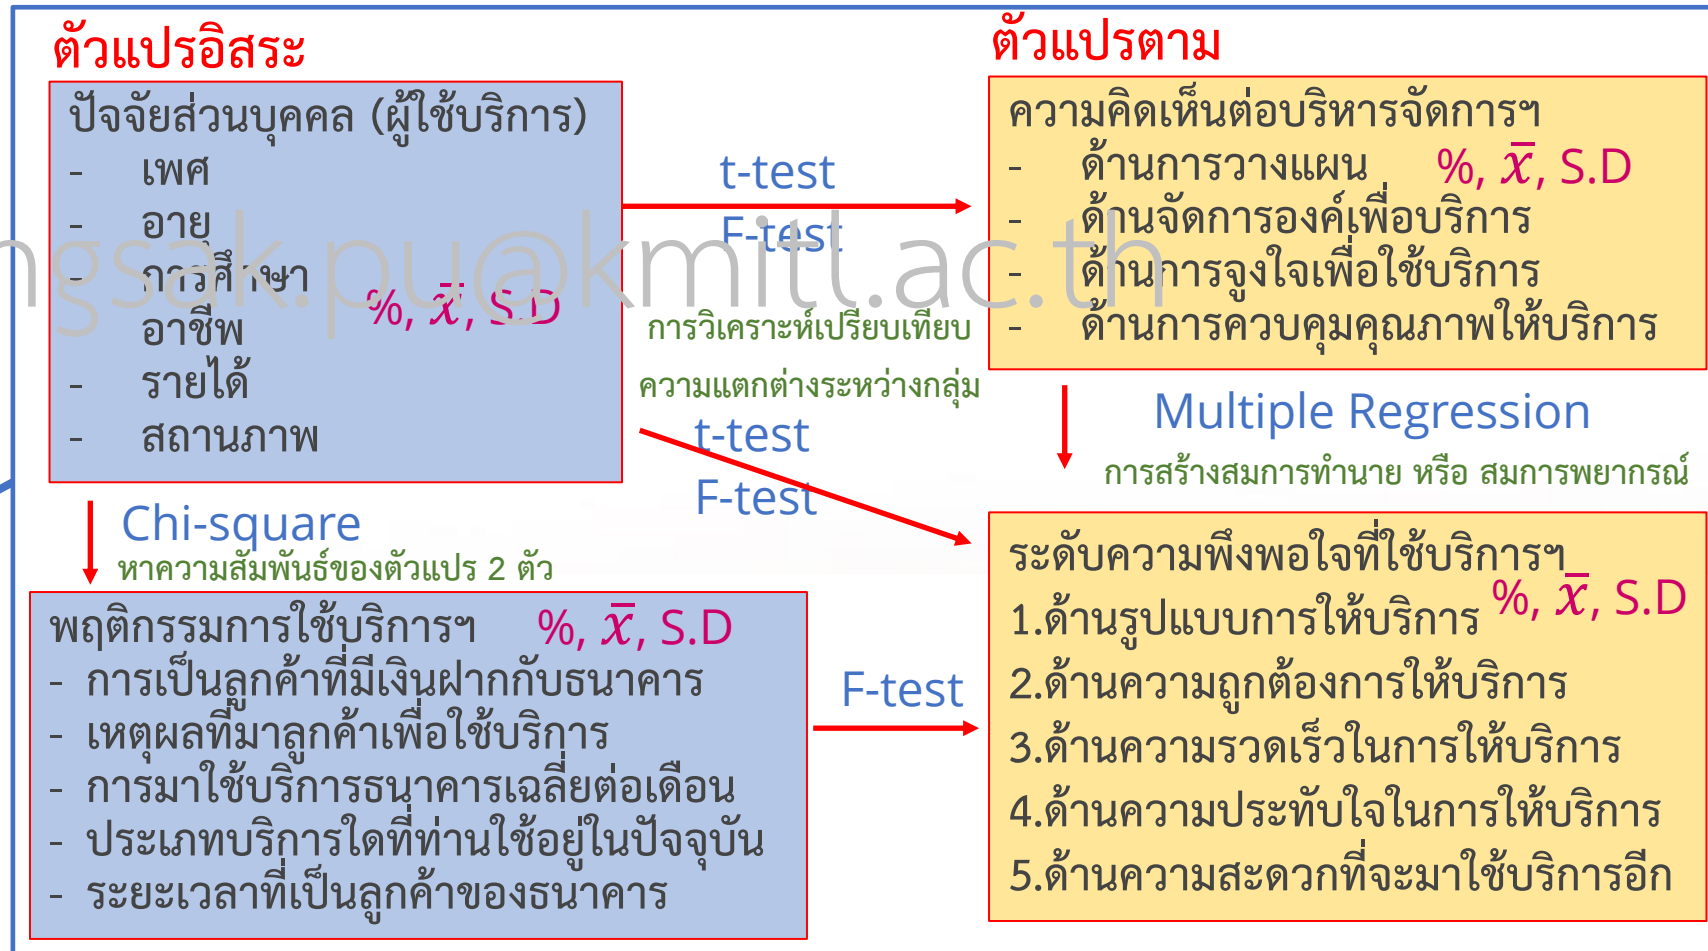 ตัวแปรอิสระ
ปัจจัยส่วนบุคคล (ผู้ใช้บริการ)
- เพศ
- อายุ
- การศึกษา
- อาชีพ
- รายได้
- สถานภาพ
%, x̄, S.D
t-test
F-test
การวิเคราะห์เปรียบเทียบ
ความแตกต่างระหว่างกลุ่ม
t-test
F-test
ตัวแปรตาม
ความคิดเห็นต่อบริหารจัดการฯ
- ด้านการวางแผน %, x̄, S.D
- ด้านจัดการองค์เพื่อบริการ
- ด้านการจูงใจเพื่อใช้บริการ
- ด้านการควบคุมคุณภาพให้บริการ
Multiple Regression
การสร้างสมการทำนาย หรือ สมการพยากรณ์
Chi-square
หาความสัมพันธ์ของตัวแปร 2 ตัว
พฤติกรรมการใช้บริการฯ %, x̄, S.D
- การเป็นลูกค้าที่มีเงินฝากกับธนาคาร
- เหตุผลที่มาลูกค้าเพื่อใช้บริการ
- การมาใช้บริการธนาคารเฉลี่ยต่อเดือน
- ประเภทบริการใดที่ท่านใช้อยู่ในปัจจุบัน
- ระยะเวลาที่เป็นลูกค้าของธนาคาร
F-test
ระดับความพึงพอใจที่ใช้บริการฯ
%, x̄, S.D
1.ด้านรูปแบบการให้บริการ
2.ด้านความถูกต้องการให้บริการ
3.ด้านความรวดเร็วในการให้บริการ
4.ด้านความประทับใจในการให้บริการ
5.ด้านความสะดวกที่จะมาใช้บริการอีก
ngsak.pu@kmitl.ac.th